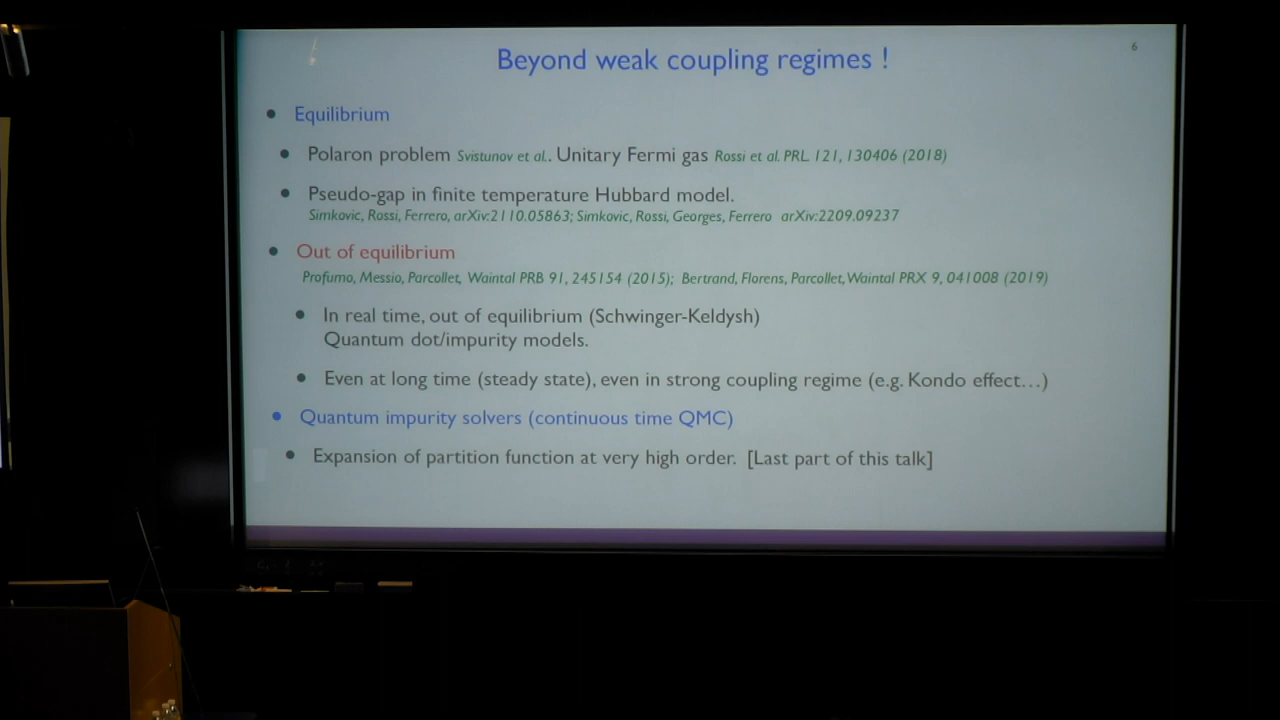 6
Beyond weak coupling regimes !
• Equilibrium
• Polaron problem Svistunov et al.. Unitary Fermi gas Rossi et al. PRL 121, 130406 (2018)
• Pseudo-gap in finite temperature Hubbard model.
Simkovic, Rossi, Ferrero, arXiv:2110.05863; Simkovic, Rossi, Georges, Ferrero arXiv:2209.09237
• Out of equilibrium
Profumo, Messio, Parcollet, Waintal PRB 91, 245154 (2015); Bertrand, Florens, Parcollet, Waintal PRX 9, 041008 (2019)
• In real time, out of equilibrium (Schwinger-Keldysh)
Quantum dot/impurity models.
• Even at long time (steady state), even in strong coupling regime (e.g. Kondo effect…)
• Quantum impurity solvers (continuous time QMC)
• Expansion of partition function at very high order. [Last part of this talk]